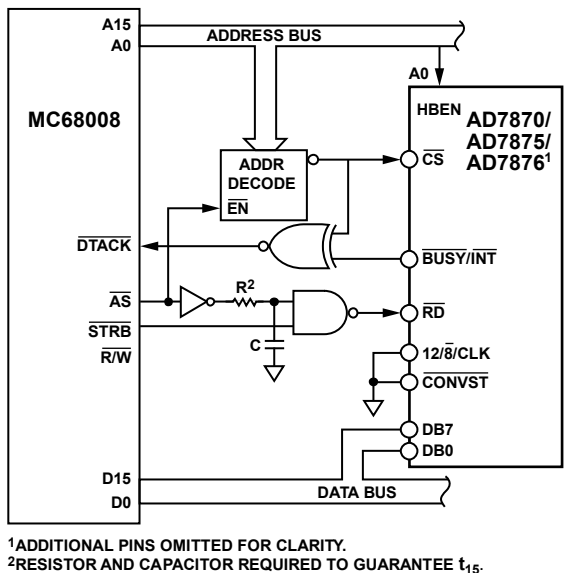 A15
A0
ADDRESS BUS
A0
MC68008
HBEN
AD7870/
AD7875/
AD7876¹
ADDR
DECODE
EN
CS
DTACK
BUSY/INT
AS
R²
RD
STRB
R/W
C
12/8/CLK
CONVST
DB7
DB0
D15
D0
DATA BUS
¹ADDITIONAL PINS OMITTED FOR CLARITY.
²RESISTOR AND CAPACITOR REQUIRED TO GUARANTEE t₁₅.